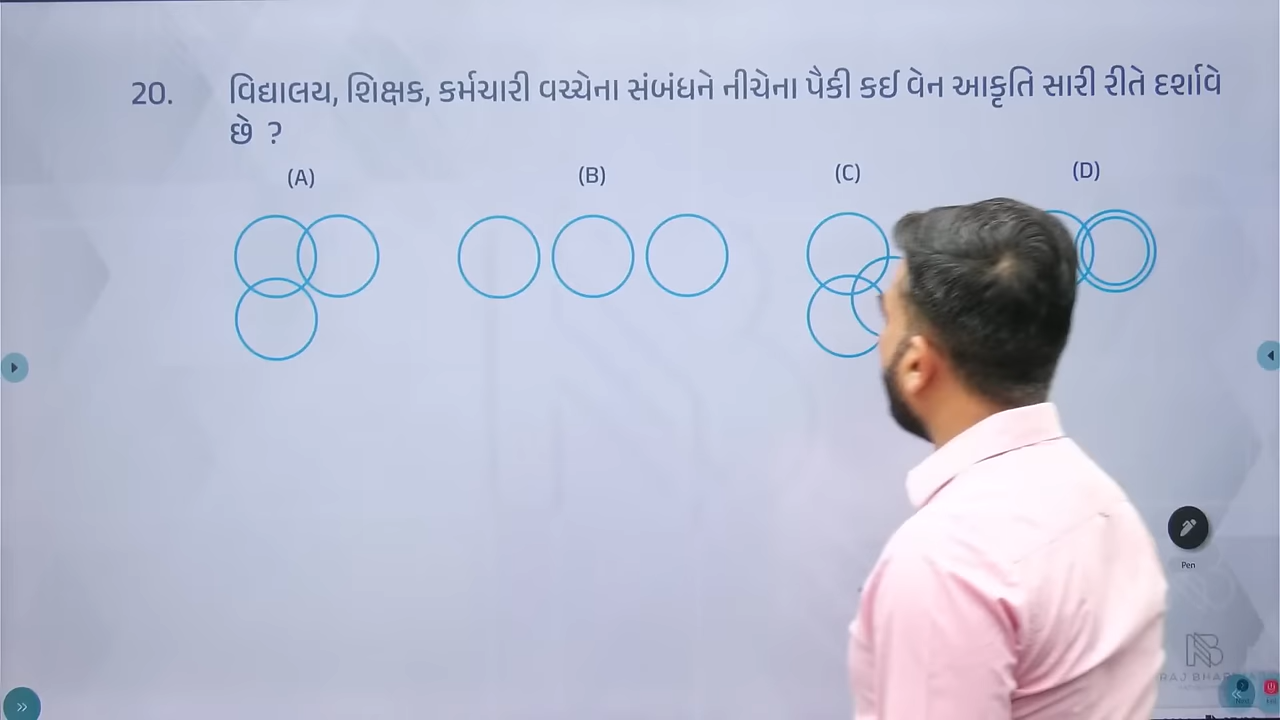 20. વિદ્યાલય, શિક્ષક, કર્મચારી વચ્ચેના સંબંધને નીચેના પૈકી કઈ વેન આકૃતિ સારી રીતે દર્શાવે
છે ?
(A) (B) (C) (D)
Pen